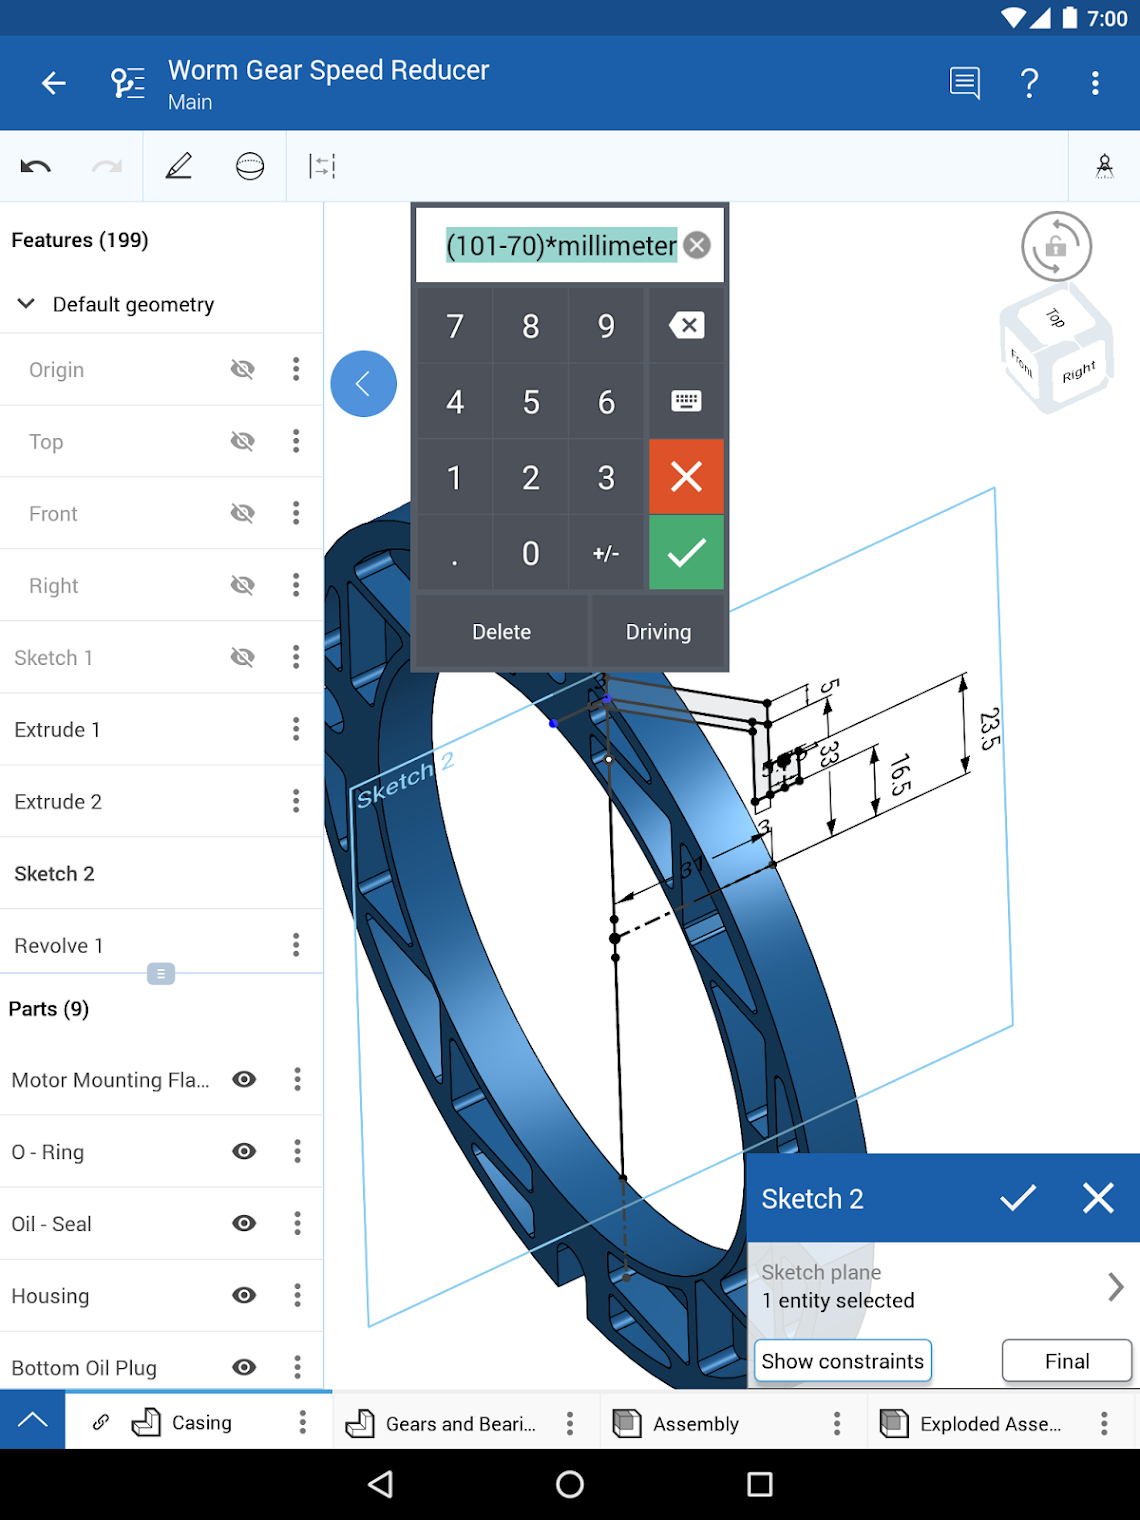 7:00
Worm Gear Speed Reducer
Main
?
Features (199)
Default geometry
Origin
Top
Front
Right
Sketch 1
Extrude 1
Extrude 2
Sketch 2
Revolve 1
Parts (9)
Motor Mounting Fla...
O - Ring
Oil - Seal
Housing
Bottom Oil Plug
(101-70)*millimeter
7 8 9
4 5 6
1 2 3
. 0 +/-
Delete Driving
Top
Front
Right
Sketch 2
5
33
16.5
23.5
3
31
Sketch 2
Sketch plane
1 entity selected
Show constraints Final
Casing
Gears and Beari...
Assembly
Exploded Asse...